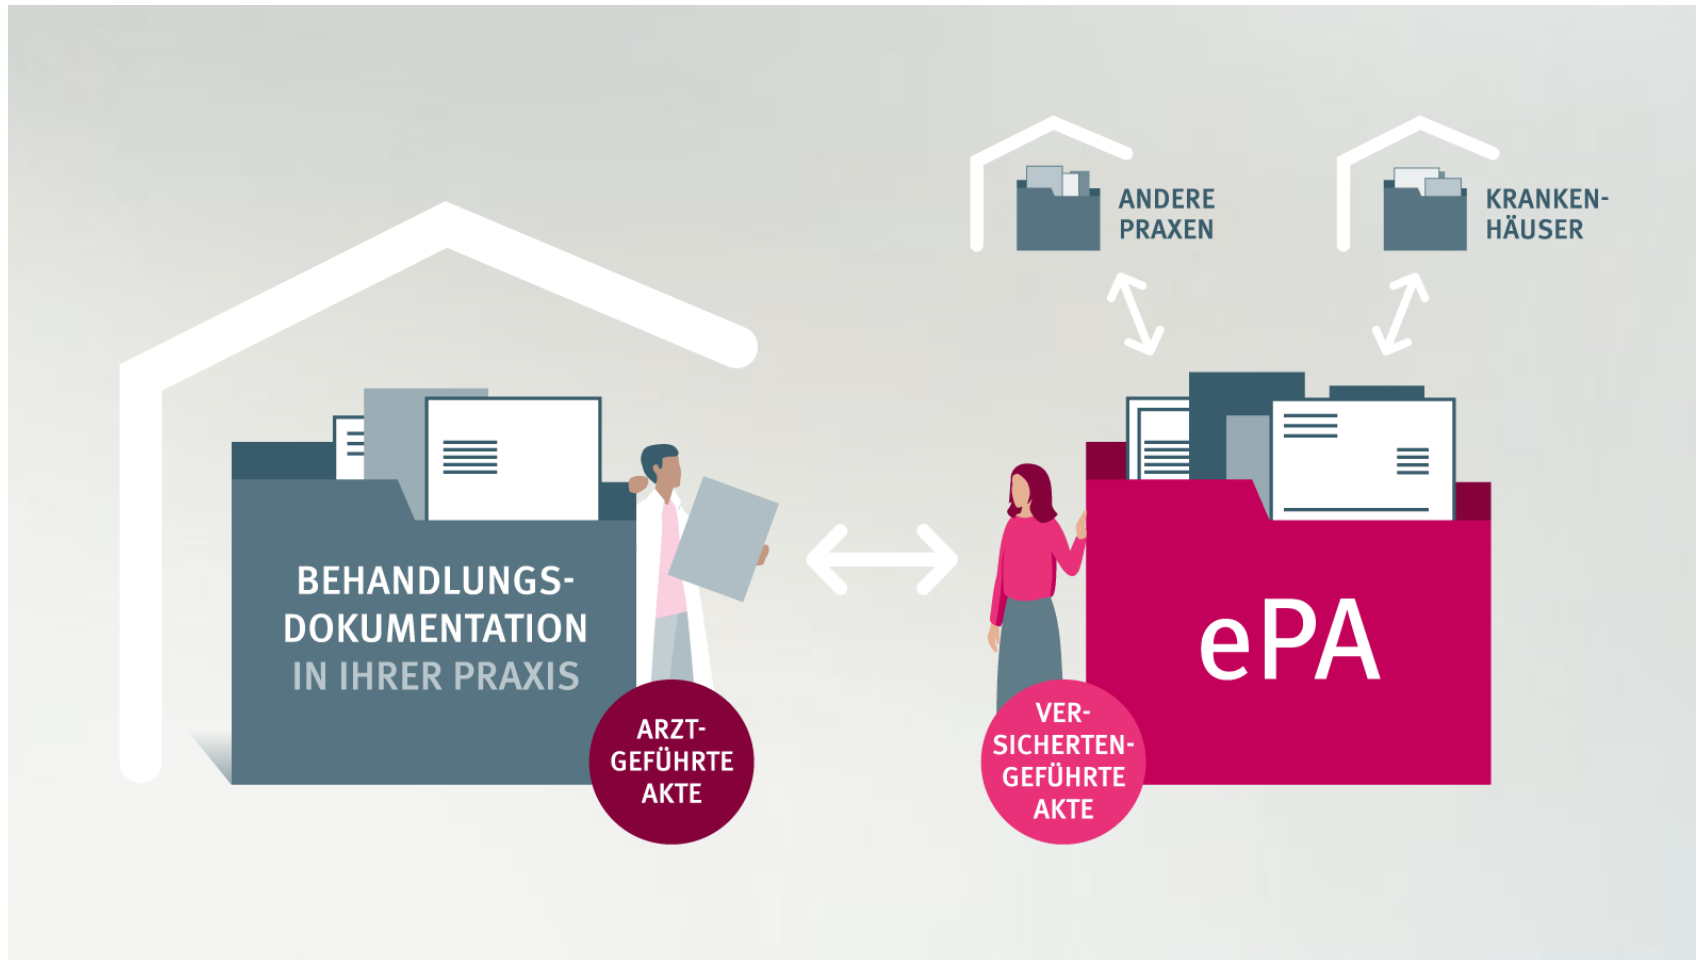 ANDERE
PRAXEN
KRANKEN-
HÄUSER
BEHANDLUNGS-
DOKUMENTATION
IN IHRER PRAXIS
ePA
ARZT-
GEFÜHRTE
AKTE
VER-
SICHERTEN-
GEFÜHRTE
AKTE